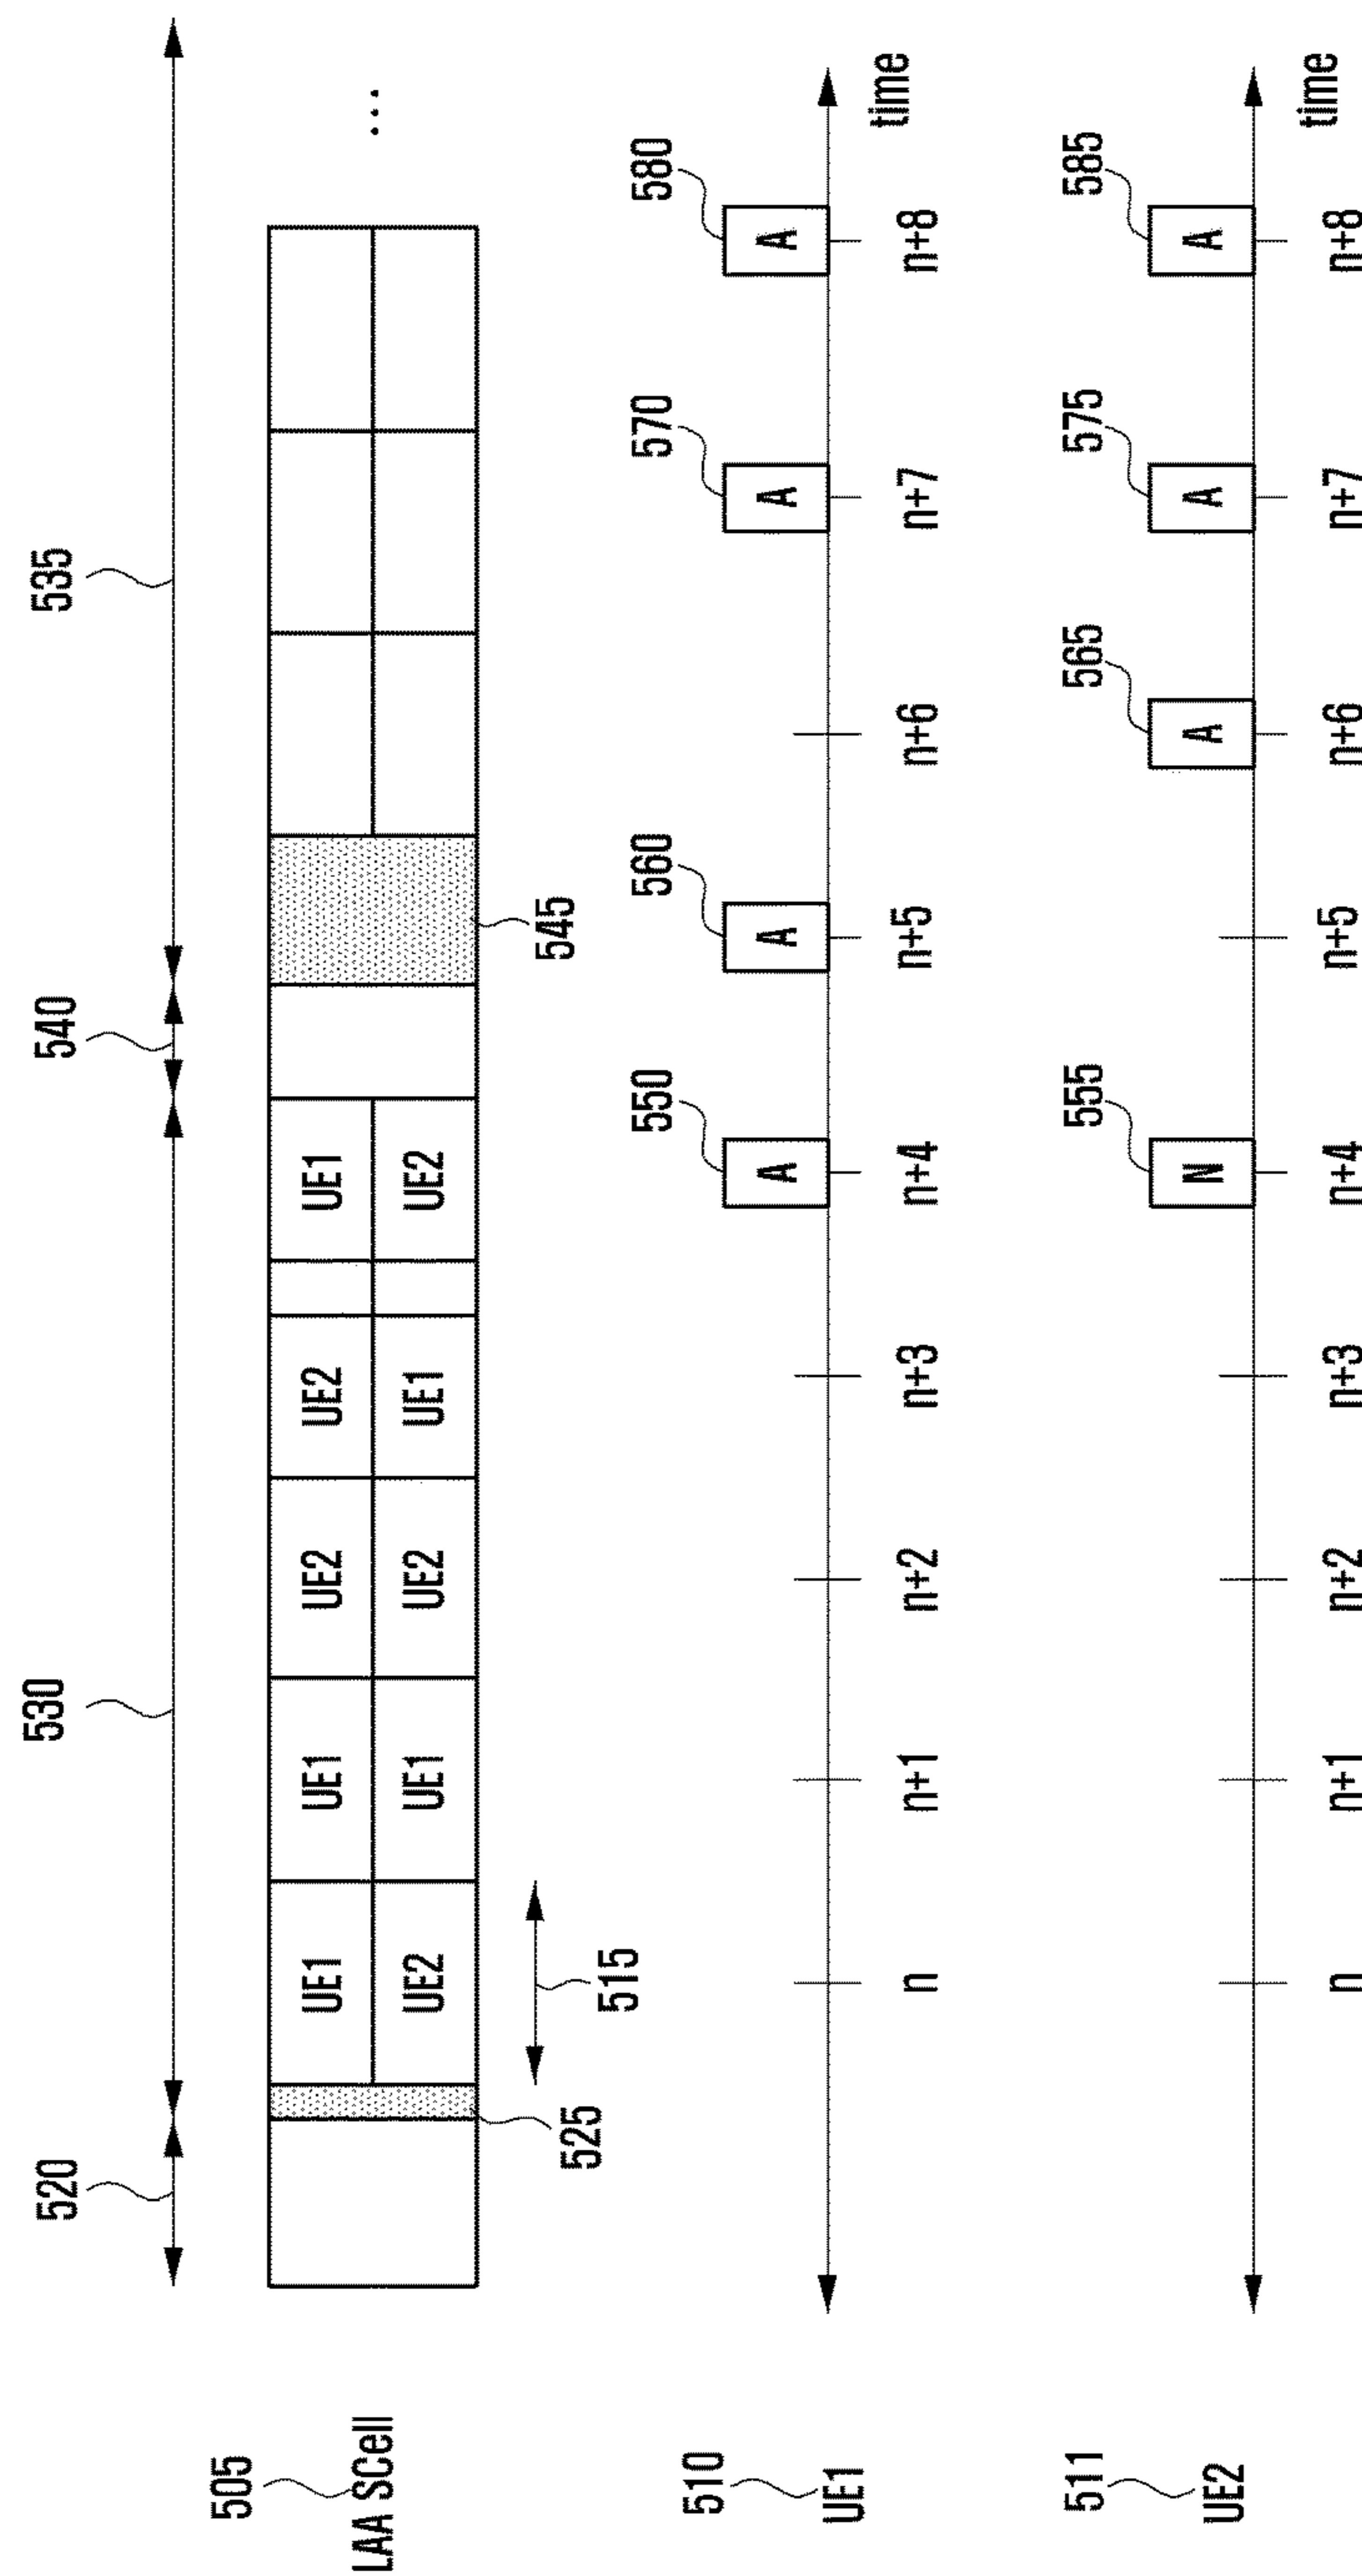 520
530
540
535
505
LAA SCell
UE1
UE1
UE2
UE2
UE1
...
UE2
UE1
UE2
UE1
UE2
525
515
545
510
UE1
550
560
570
580
A
A
A
A
n
n+1
n+2
n+3
n+4
n+5
n+6
n+7
n+8
time
511
UE2
555
565
575
585
N
A
A
A
n
n+1
n+2
n+3
n+4
n+5
n+6
n+7
n+8
time